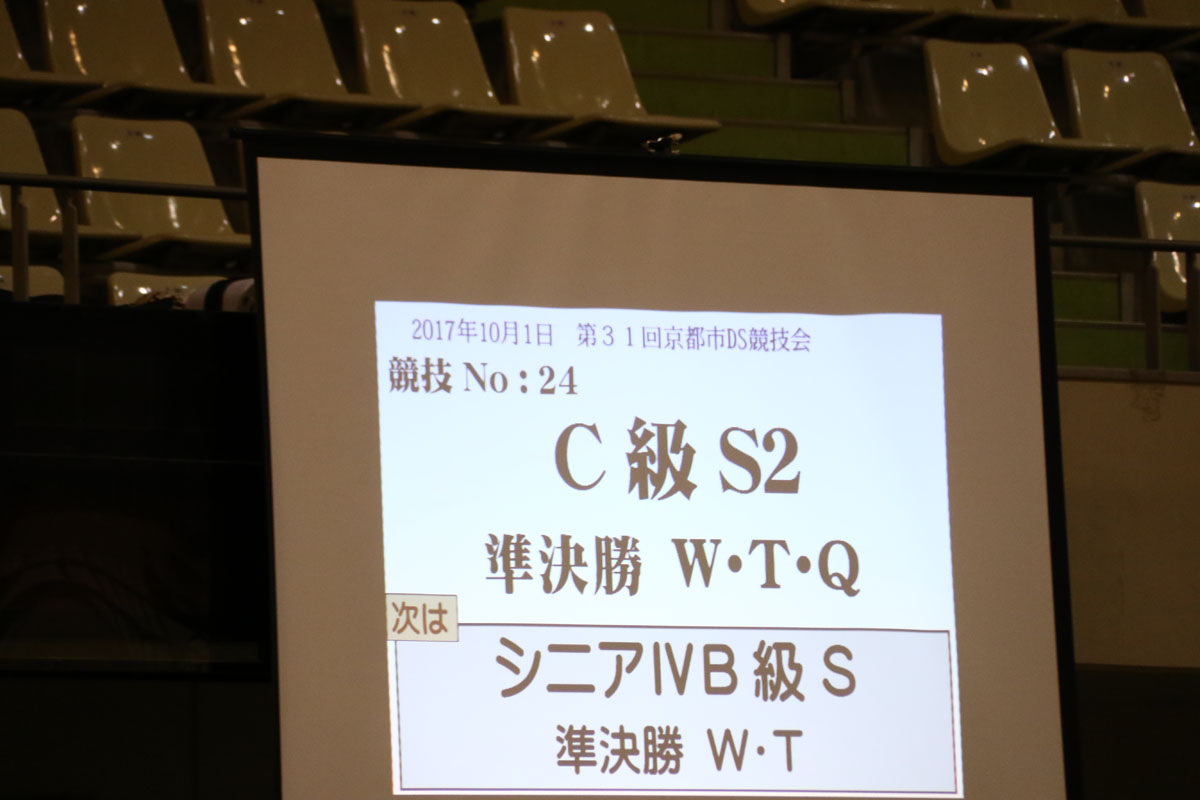 2017年10月1日　第３１回京都市DS競技会
競技 No：24
C 級 S2
準決勝 W・T・Q
次は
シニアⅣB 級 S
準決勝 W・T